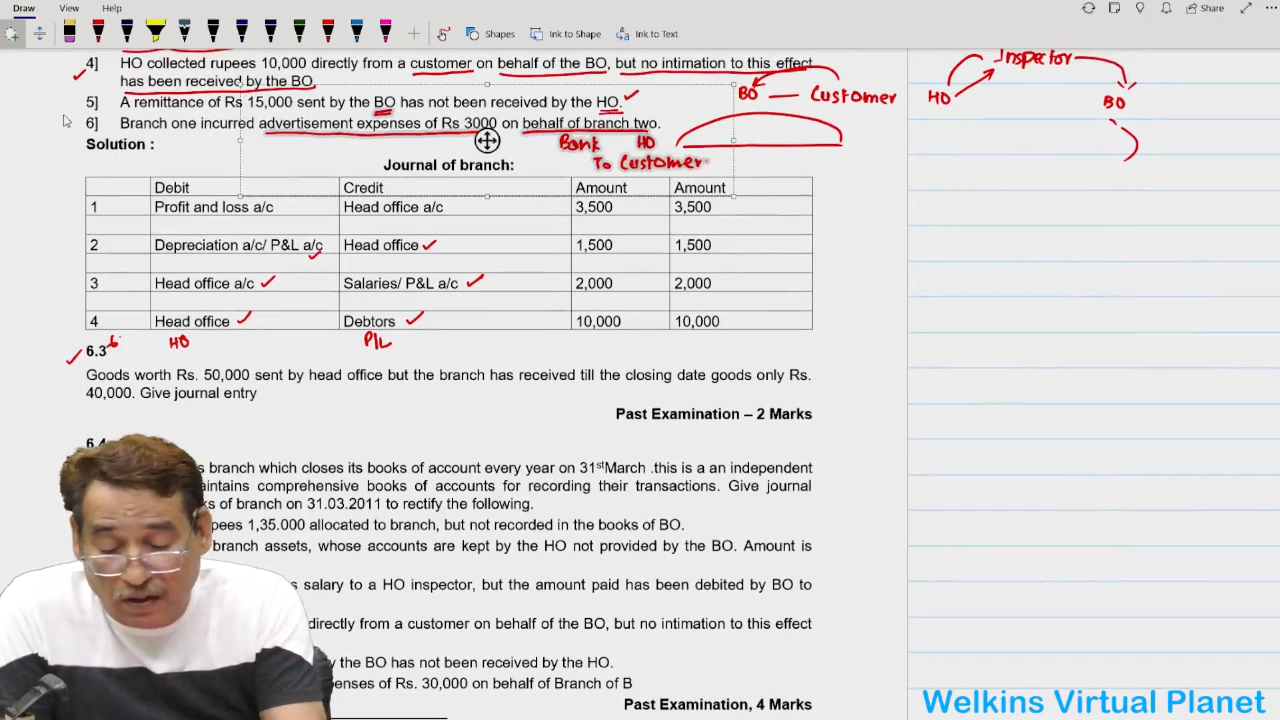 Draw View Help
Share
Shapes Ink to Shape Ink to Text
4] HO collected rupees 10,000 directly from a customer on behalf of the BO, but no intimation to this effect
has been received by the BO.
5] A remittance of Rs 15,000 sent by the BO has not been received by the HO.
6] Branch one incurred advertisement expenses of Rs 3000 on behalf of branch two.
BO — Customer
Inspector
HO
BO
Solution :
Bank HO
To Customer
Journal of branch:
Debit Credit Amount Amount
1 Profit and loss a/c Head office a/c 3,500 3,500
2 Depreciation a/c/ P&L a/c Head office 1,500 1,500
3 Head office a/c Salaries/ P&L a/c 2,000 2,000
4 Head office Debtors 10,000 10,000
6 HO P/L
6.3
Goods worth Rs. 50,000 sent by head office but the branch has received till the closing date goods only Rs.
40,000. Give journal entry
Past Examination – 2 Marks
6.4
branch which closes its books of account every year on 31stMarch .this is a an independent
comprehensive books of accounts for recording their transactions. Give journal
of branch on 31.03.2011 to rectify the following.
1,35.000 allocated to branch, but not recorded in the books of BO.
branch assets, whose accounts are kept by the HO not provided by the BO. Amount is
salary to a HO inspector, but the amount paid has been debited by BO to
directly from a customer on behalf of the BO, but no intimation to this effect
by the BO has not been received by the HO.
of Rs. 30,000 on behalf of Branch of B
Past Examination, 4 Marks
Welkins Virtual Planet